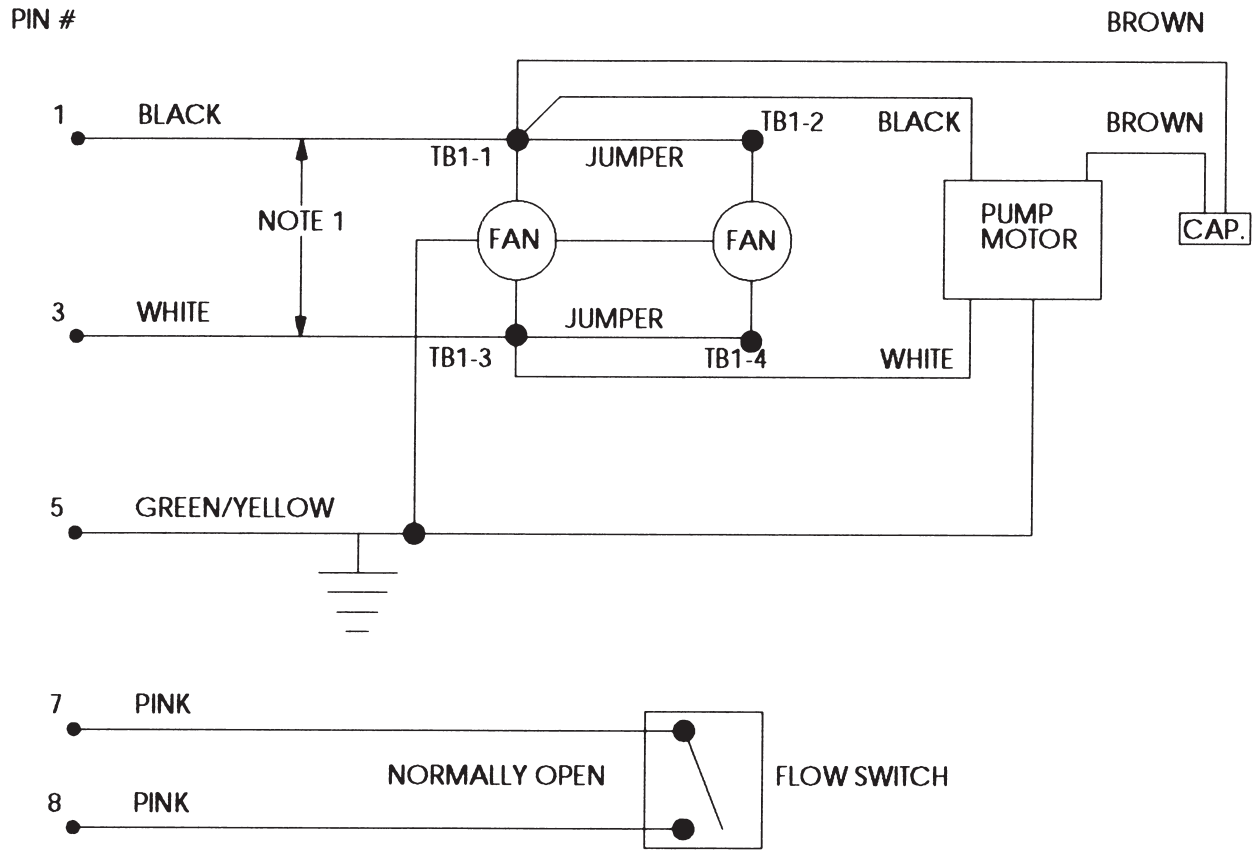 PIN #
BROWN
1
BLACK
TB1-1
JUMPER
TB1-2
BLACK
BROWN
NOTE 1
FAN
FAN
PUMP
MOTOR
CAP.
3
WHITE
TB1-3
JUMPER
TB1-4
WHITE
5
GREEN/YELLOW
7
PINK
NORMALLY OPEN
FLOW SWITCH
8
PINK